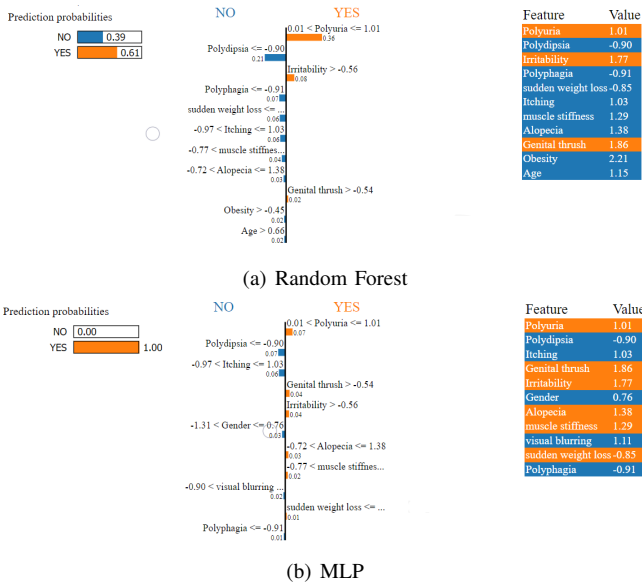 Prediction probabilities
NO 0.39
YES 0.61
NO YES
0.01 < Polyuria <= 1.01
0.36
Polydipsia <= -0.90
0.21
Irritability > -0.56
0.08
Polyphagia <= -0.91
0.07
sudden weight loss <= ...
0.06
-0.97 < Itching <= 1.03
0.06
-0.77 < muscle stiffnes...
0.04
-0.72 < Alopecia <= 1.38
0.03
Genital thrush > -0.54
0.02
Obesity > -0.45
0.02
Age > 0.66
0.02
Feature Value
Polyuria 1.01
Polydipsia -0.90
Irritability 1.77
Polyphagia -0.91
sudden weight loss -0.85
Itching 1.03
muscle stiffness 1.29
Alopecia 1.38
Genital thrush 1.86
Obesity 2.21
Age 1.15
(a) Random Forest
Prediction probabilities
NO 0.00
YES 1.00
NO YES
0.01 < Polyuria <= 1.01
0.07
Polydipsia <= -0.90
0.07
-0.97 < Itching <= 1.03
0.06
Genital thrush > -0.54
0.04
Irritability > -0.56
0.04
-1.31 < Gender <= 0.76
0.03
-0.72 < Alopecia <= 1.38
0.03
-0.77 < muscle stiffnes...
0.02
-0.90 < visual blurring ...
0.02
sudden weight loss <= ...
0.01
Polyphagia <= -0.91
0.01
Feature Value
Polyuria 1.01
Polydipsia -0.90
Itching 1.03
Genital thrush 1.86
Irritability 1.77
Gender 0.76
Alopecia 1.38
muscle stiffness 1.29
visual blurring 1.11
sudden weight loss -0.85
Polyphagia -0.91
(b) MLP